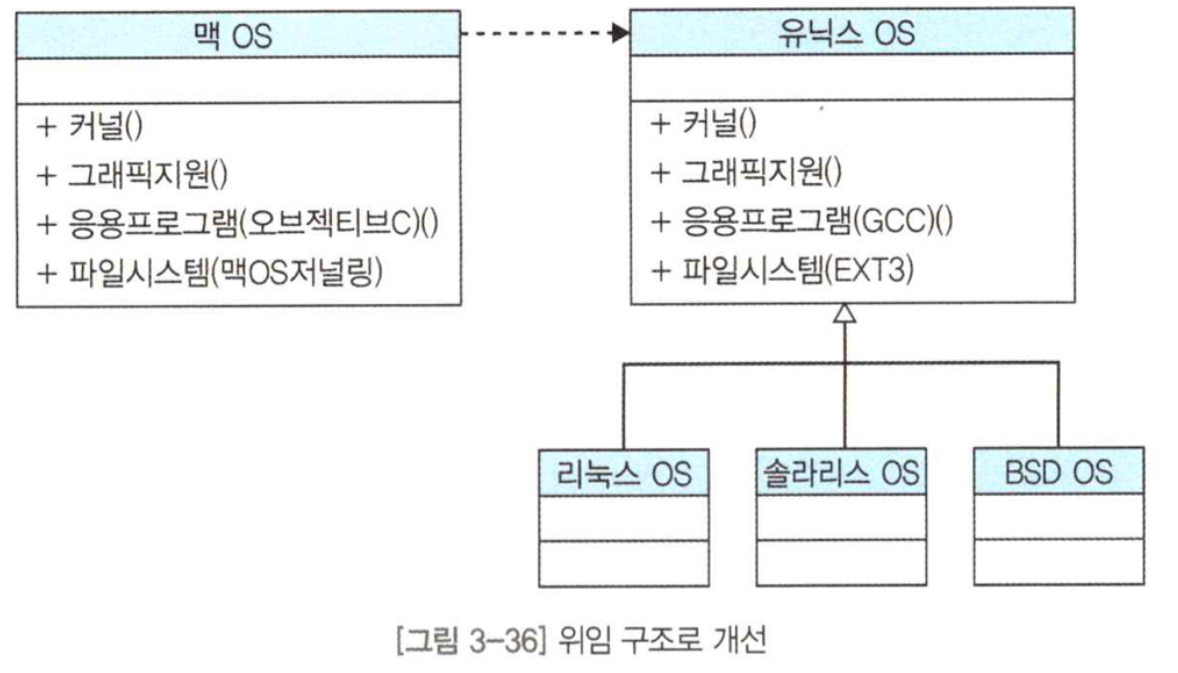 맥 OS
+ 커널()
+ 그래픽지원()
+ 응용프로그램(오브젝티브C)()
+ 파일시스템(맥OS저널링)
유닉스 OS
+ 커널()
+ 그래픽지원()
+ 응용프로그램(GCC)()
+ 파일시스템(EXT3)
리눅스 OS
솔라리스 OS
BSD OS
[그림 3-36] 위임 구조로 개선